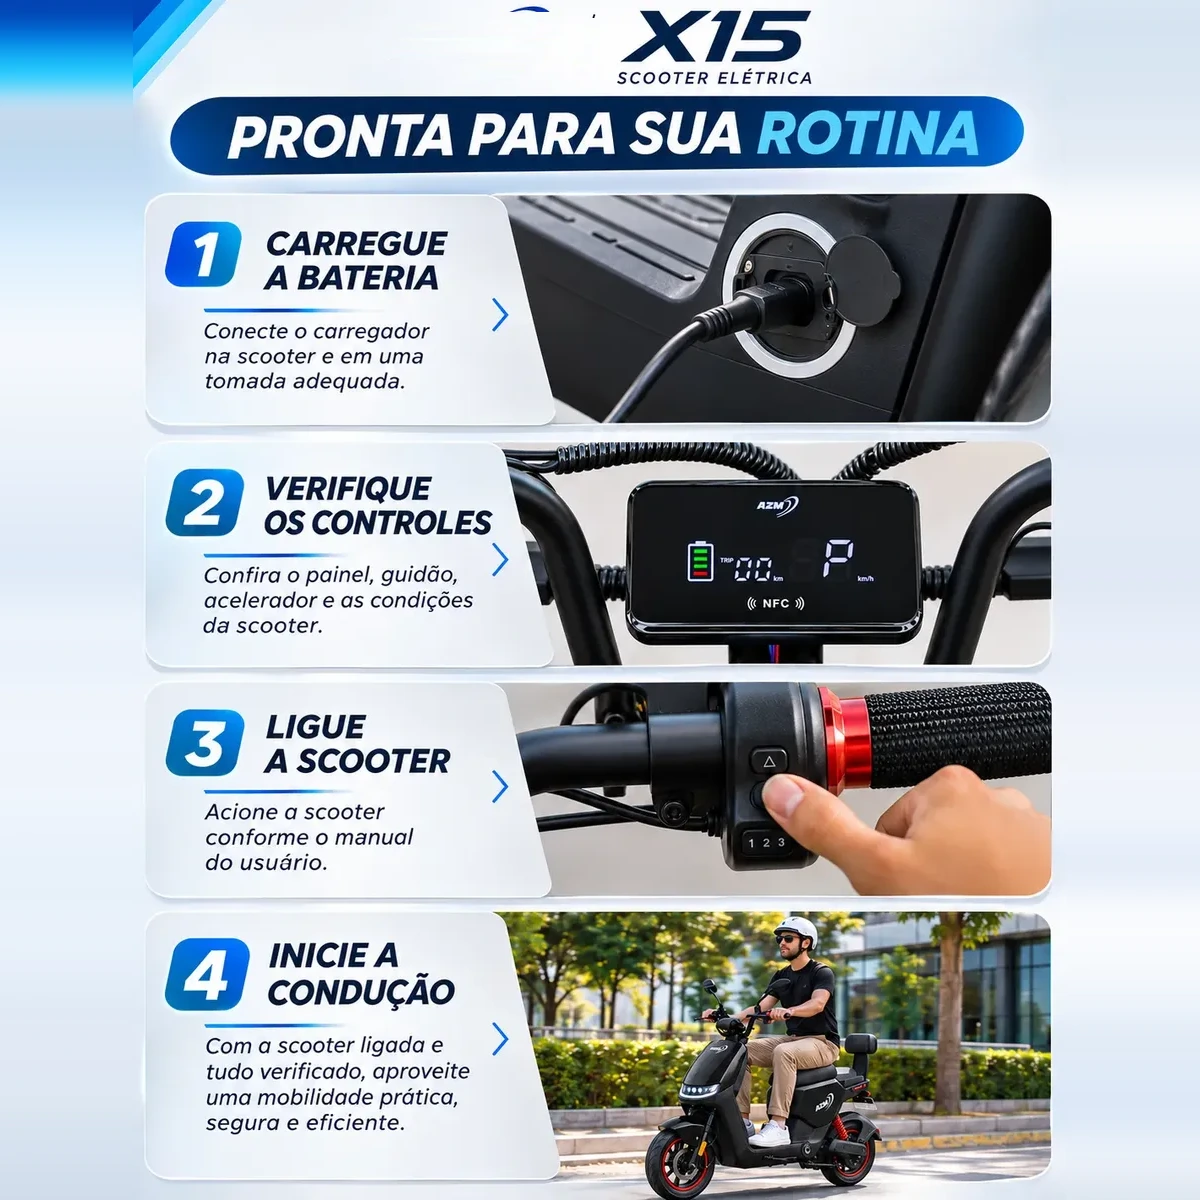 X15
SCOOTER ELÉTRICA
PRONTA PARA SUA ROTINA
1
CARREGUE
A BATERIA
Conecte o carregador
na scooter e em uma
tomada adequada.
2
VERIFIQUE
OS CONTROLES
Confira o painel, guidão,
acelerador e as condições
da scooter.
AZM
TRIP 00 km P km/h
NFC
3
LIGUE
A SCOOTER
Acione a scooter
conforme o manual
do usuário.
1 2 3
4
INICIE A
CONDUÇÃO
Com a scooter ligada e
tudo verificado, aproveite
uma mobilidade prática,
segura e eficiente.
AZM
AZM